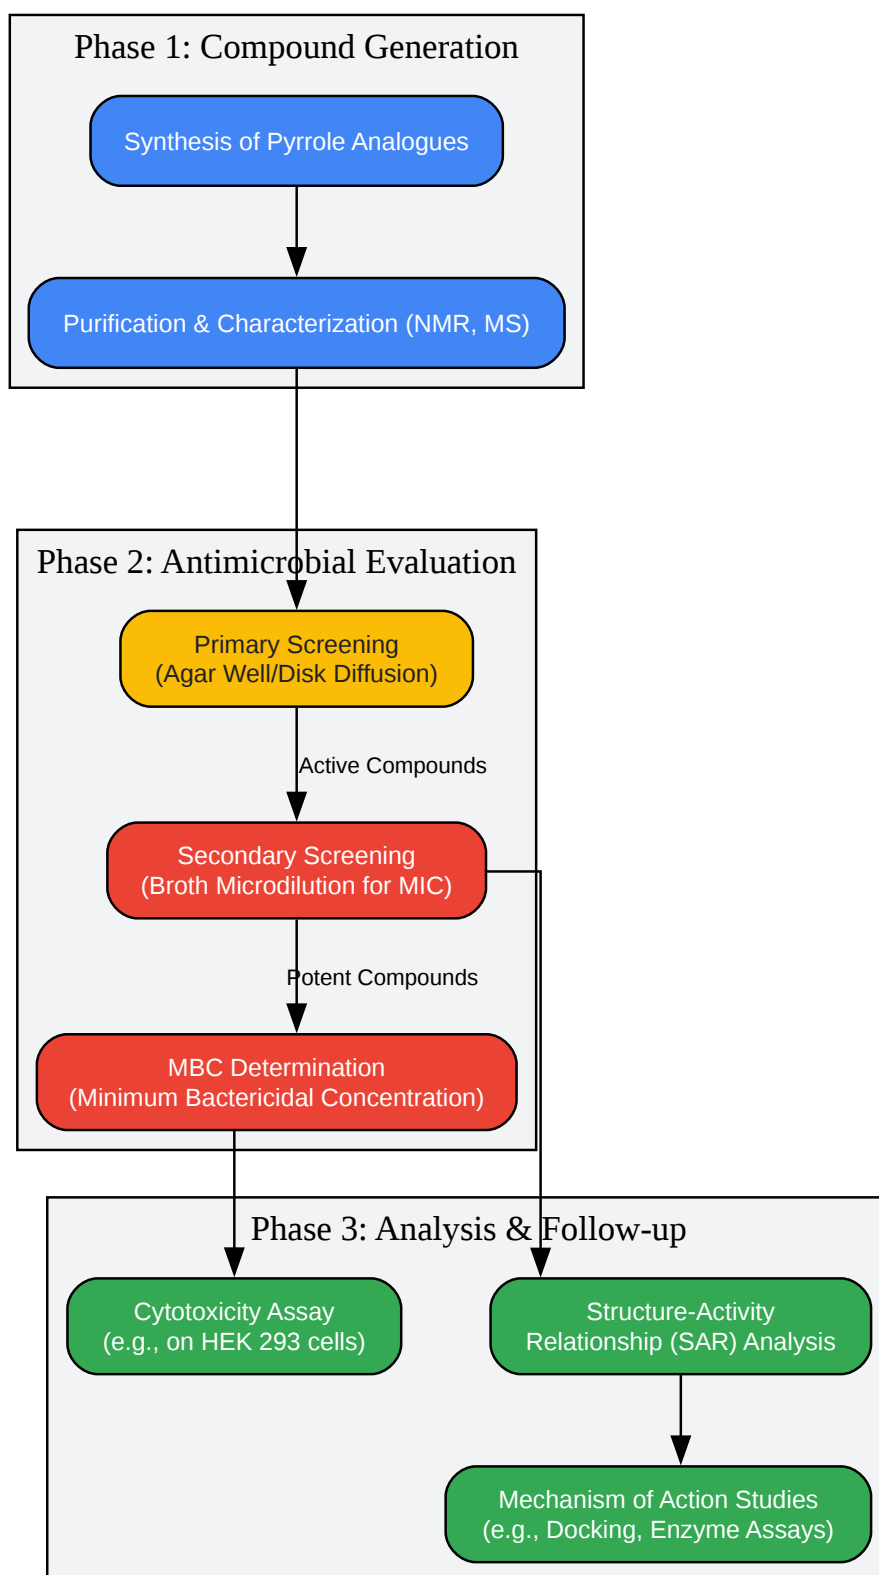 Phase 1: Compound Generation
Synthesis of Pyrrole Analogues
Purification & Characterization (NMR, MS)
Phase 2: Antimicrobial Evaluation
Primary Screening
(Agar Well/Disk Diffusion)
Active Compounds
Secondary Screening
(Broth Microdilution for MIC)
Potent Compounds
MBC Determination
(Minimum Bactericidal Concentration)
Phase 3: Analysis & Follow-up
Cytotoxicity Assay
(e.g., on HEK 293 cells)
Structure-Activity
Relationship (SAR) Analysis
Mechanism of Action Studies
(e.g., Docking, Enzyme Assays)